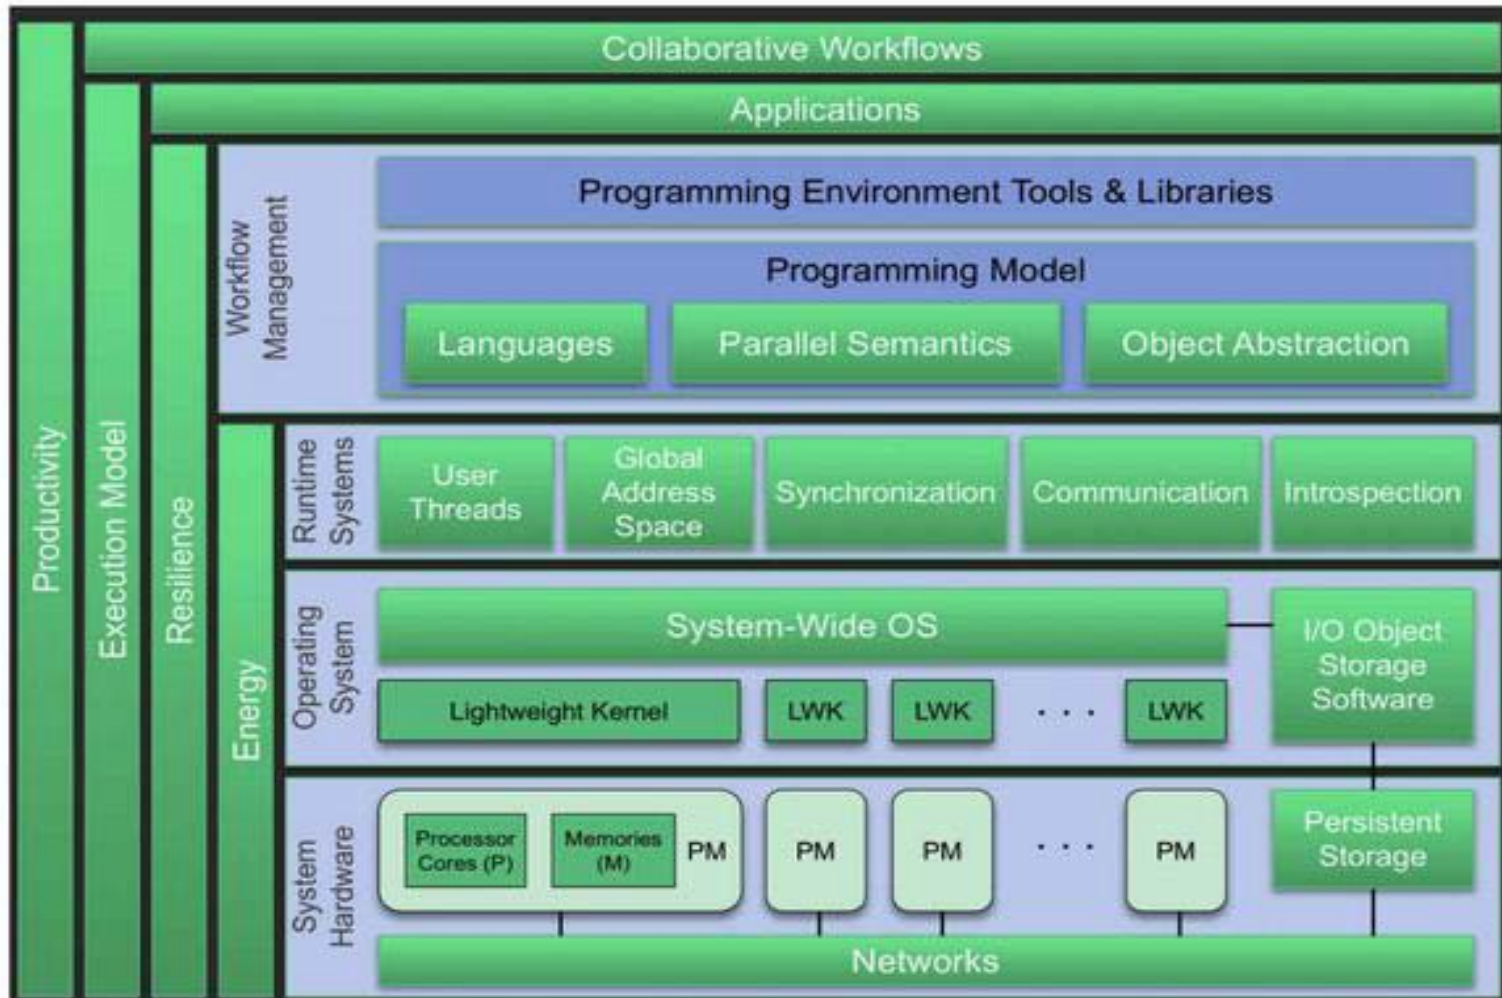 Collaborative Workflows
Applications
Productivity
Execution Model
Resilience
Energy
Workflow
Management
Programming Environment Tools & Libraries
Programming Model
Languages
Parallel Semantics
Object Abstraction
Runtime
Systems
User
Threads
Global
Address
Space
Synchronization
Communication
Introspection
Operating
System
System-Wide OS
I/O Object
Storage
Software
Lightweight Kernel
LWK
LWK
. . .
LWK
System
Hardware
Processor
Cores (P)
Memories
(M)
PM
PM
PM
. . .
PM
Persistent
Storage
Networks